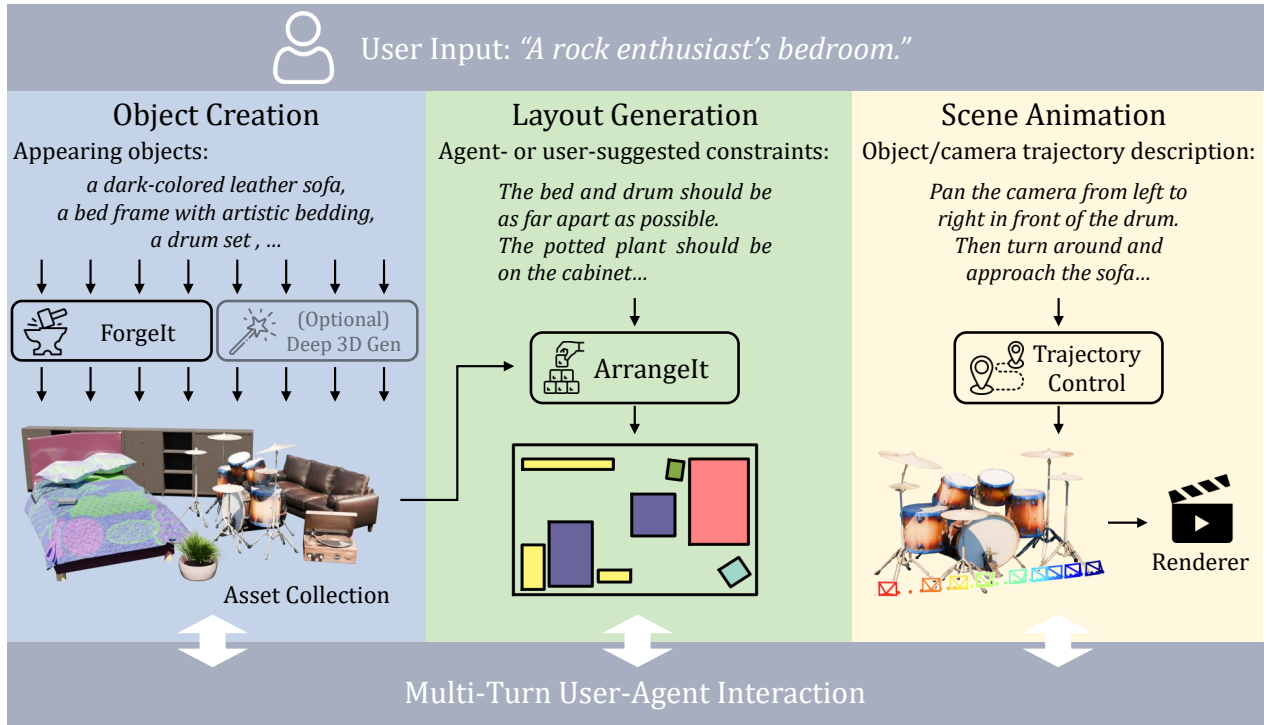 User Input: “A rock enthusiast’s bedroom.”
Object Creation
Appearing objects:
a dark-colored leather sofa,
a bed frame with artistic bedding,
a drum set , …
ForgeIt
(Optional)
Deep 3D Gen
Asset Collection
Layout Generation
Agent- or user-suggested constraints:
The bed and drum should be
as far apart as possible.
The potted plant should be
on the cabinet…
ArrangeIt
Scene Animation
Object/camera trajectory description:
Pan the camera from left to
right in front of the drum.
Then turn around and
approach the sofa…
Trajectory
Control
Renderer
Multi-Turn User-Agent Interaction